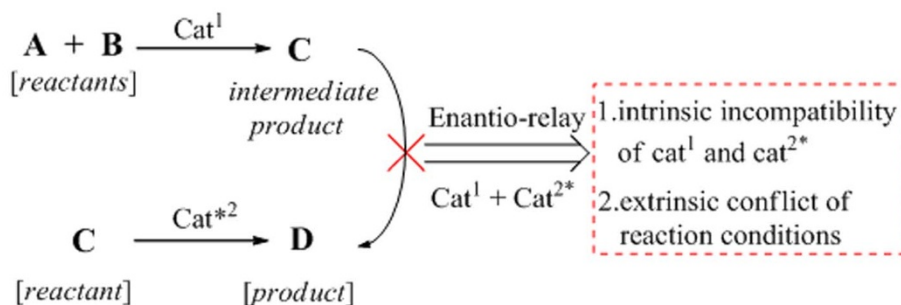 Cat¹
A + B
C
[reactants]
intermediate
product
Enantio-relay
Cat¹ + Cat²*
1.intrinsic incompatibility
of cat¹ and cat²*
2.extrinsic conflict of
reaction conditions
Cat*²
C
D
[reactant]
[product]